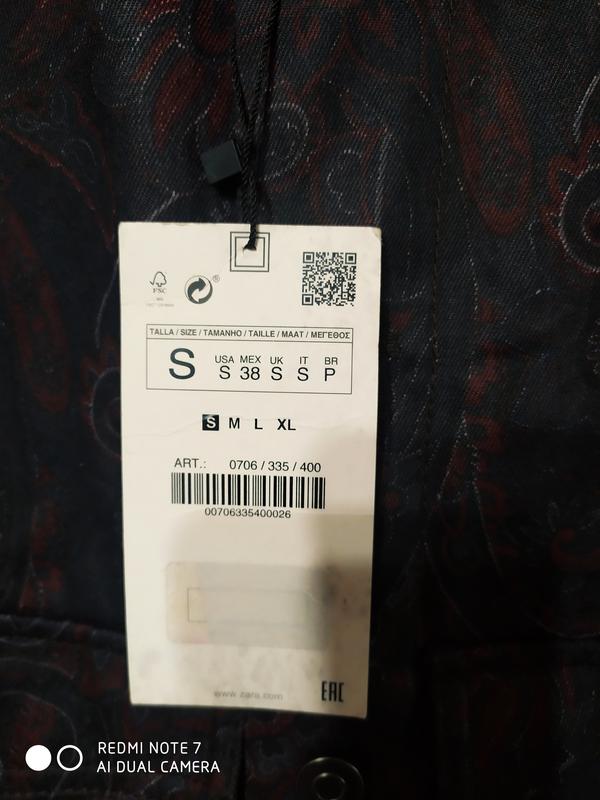 FSC
TALLA / SIZE / TAMANHO / TAILLE / MAAT / ΜΕΓΕΘΟΣ
S
USA MEX UK IT BR
S 38 S S P
S M L XL
ART.: 0706 / 335 / 400
00706335400026
www.zara.com
EAC
REDMI NOTE 7
AI DUAL CAMERA